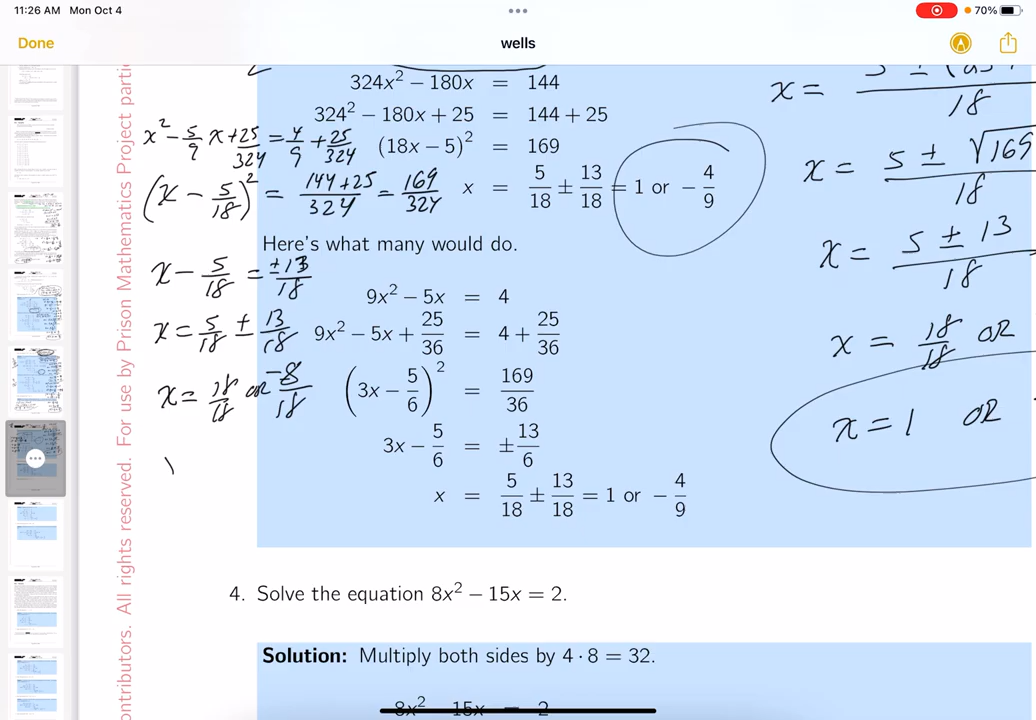 11:26 AM Mon Oct 4
70%
Done
wells
324x² − 180x = 144
324² − 180x + 25 = 144 + 25
(18x − 5)² = 169
x = 5/18 ± 13/18 = 1 or − 4/9
Here's what many would do.
9x² − 5x = 4
9x² − 5x + 25/36 = 4 + 25/36
(3x − 5/6)² = 169/36
3x − 5/6 = ± 13/6
x = 5/18 ± 13/18 = 1 or − 4/9
x² − 5/9 x + 25/324 = 4/9 + 25/324
(x − 5/18)² = 144+25/324 = 169/324
x − 5/18 = ±13/18
x = 5/18 ± 13/18
x = 18/18 or −8/18
x =
18
x = 5 ± √169/18
x = 5 ± 13/18
x = 18/18 OR
x = 1 OR
4. Solve the equation 8x² − 15x = 2.
Solution: Multiply both sides by 4 · 8 = 32.
8x² − 15x = 2
ontributors. All rights reserved. For use by Prison Mathematics Project parti